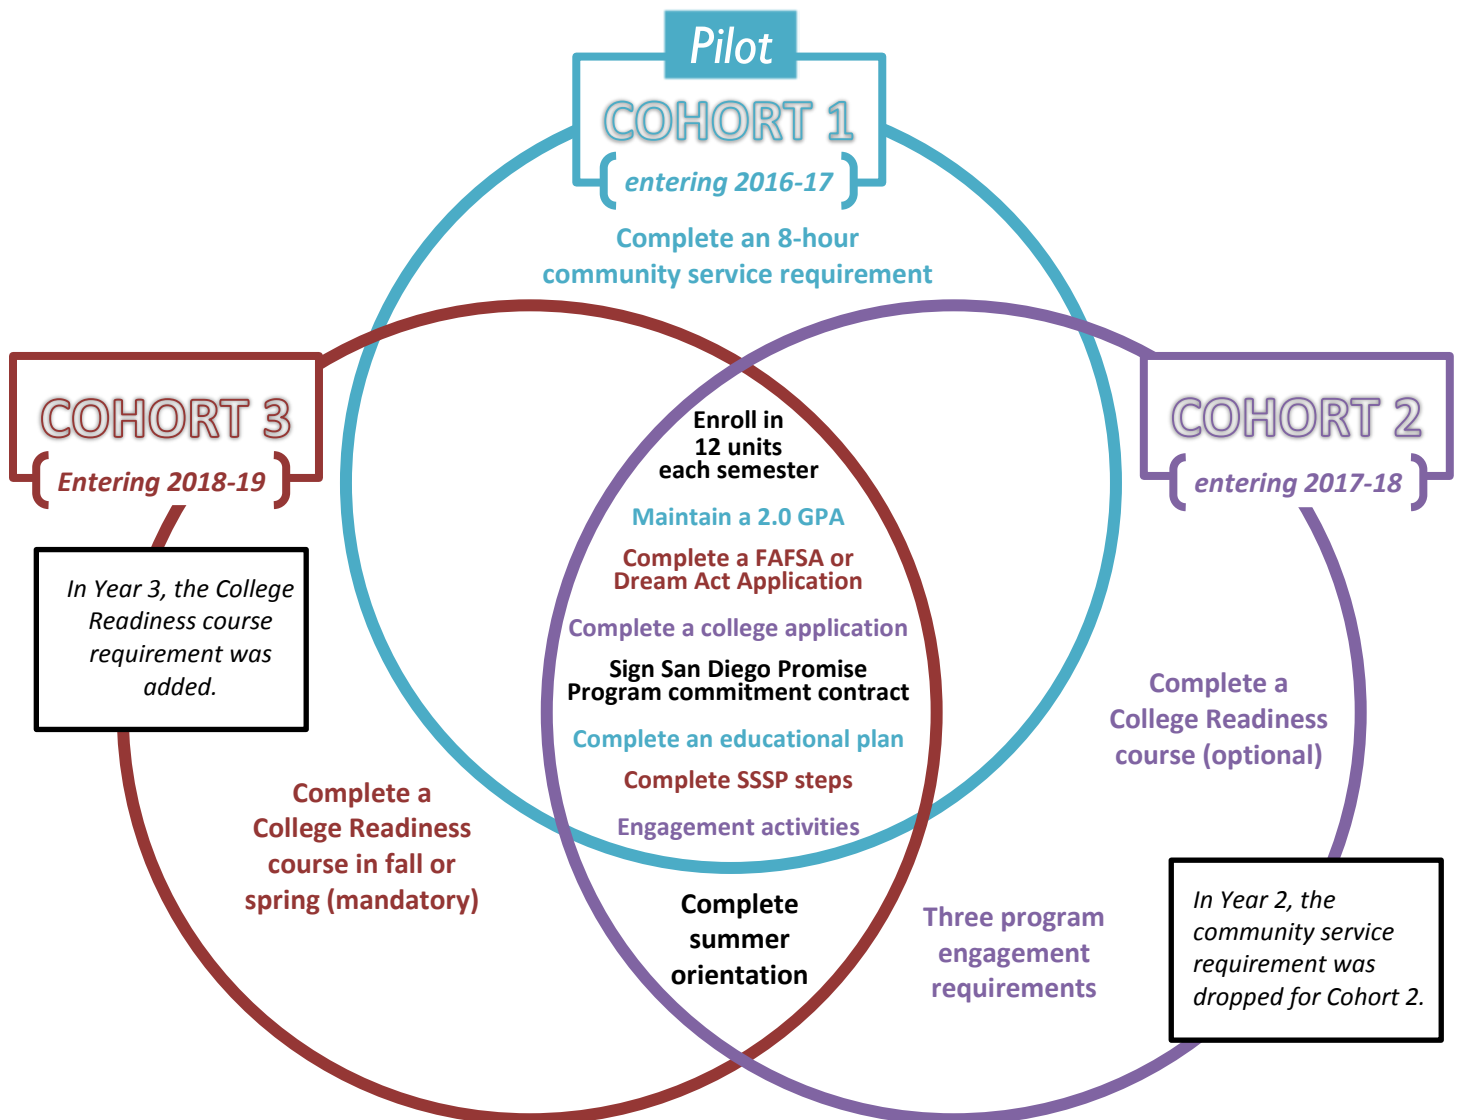 Pilot
COHORT 1
entering 2016-17
Complete an 8-hour
community service requirement
COHORT 3
Entering 2018-19
COHORT 2
entering 2017-18
In Year 3, the College
Readiness course
requirement was
added.
Enroll in
12 units
each semester
Maintain a 2.0 GPA
Complete a FAFSA or
Dream Act Application
Complete a college application
Sign San Diego Promise
Program commitment contract
Complete an educational plan
Complete SSSP steps
Engagement activities
Complete a
College Readiness
course (optional)
Complete a
College Readiness
course in fall or
spring (mandatory)
Complete
summer
orientation
Three program
engagement
requirements
In Year 2, the
community service
requirement was
dropped for Cohort 2.